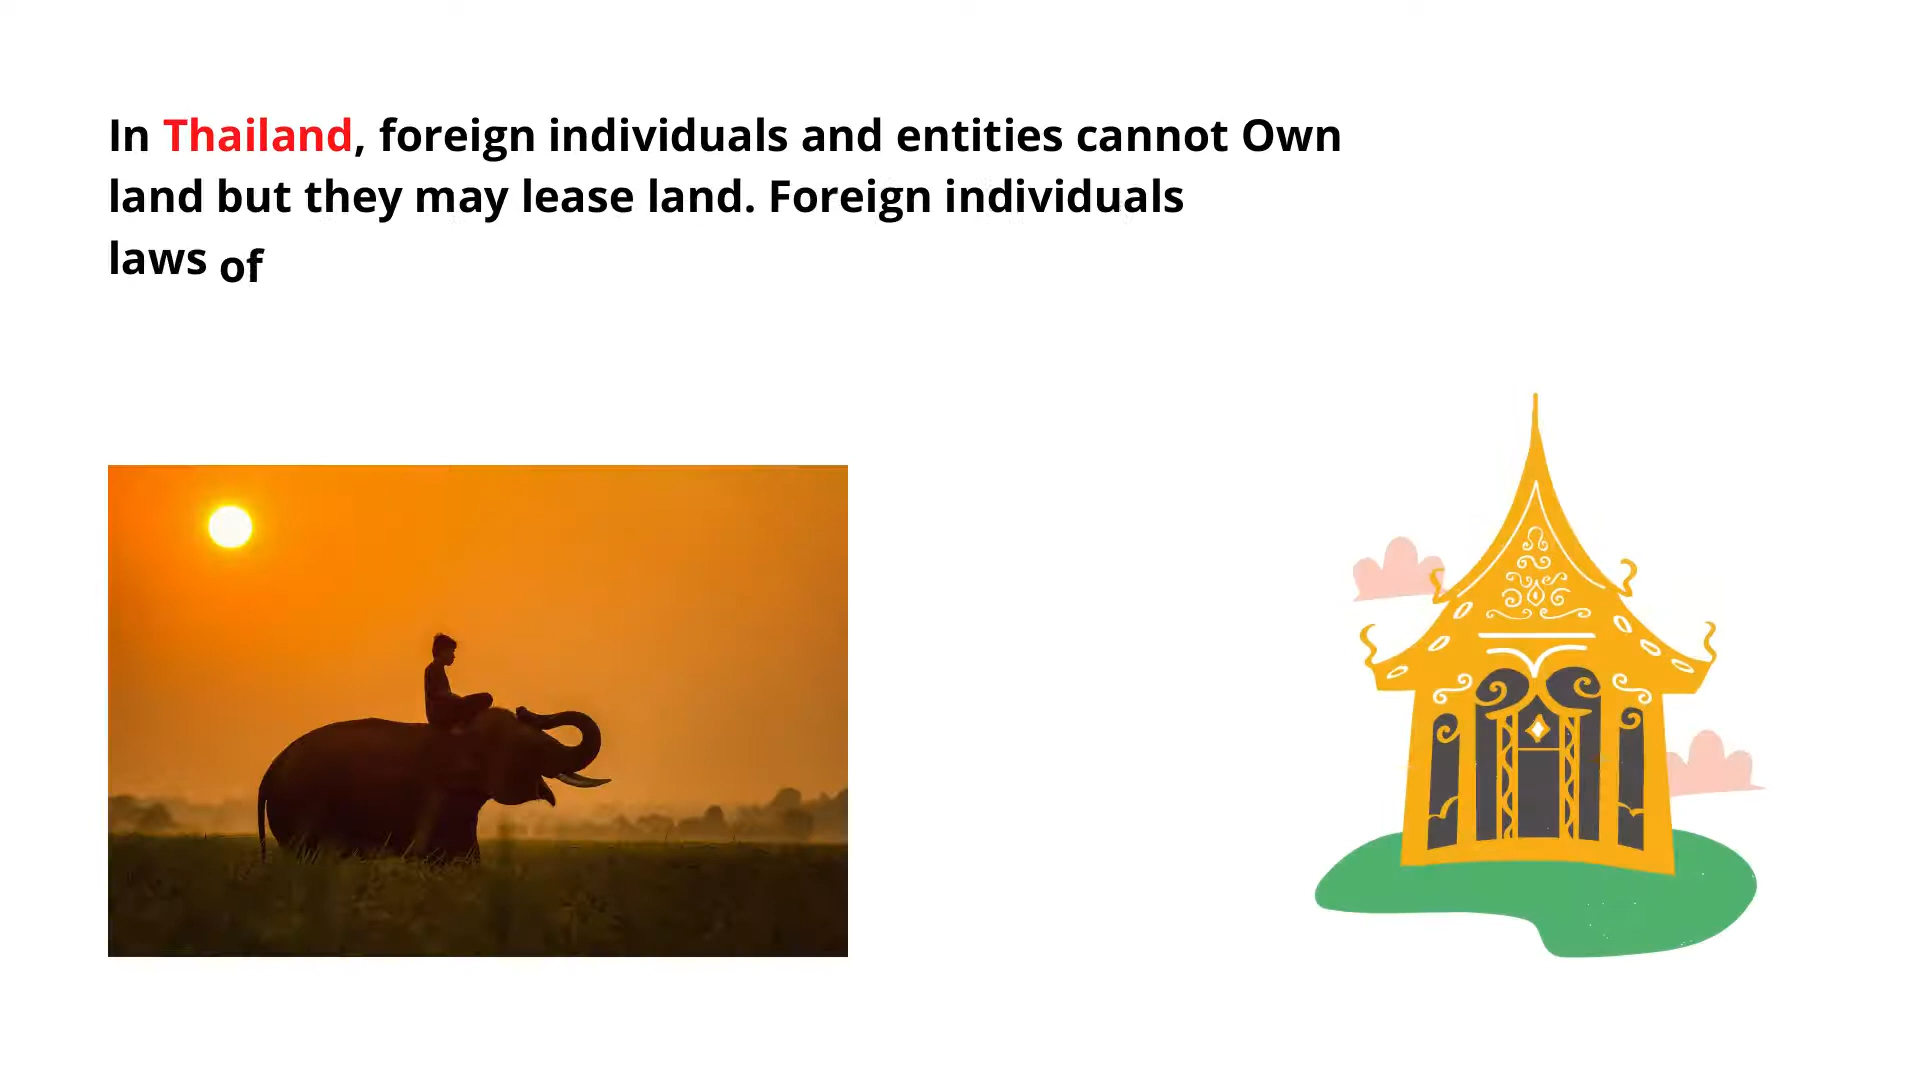 In Thailand, foreign individuals and entities cannot Own
land but they may lease land. Foreign individuals
laws of